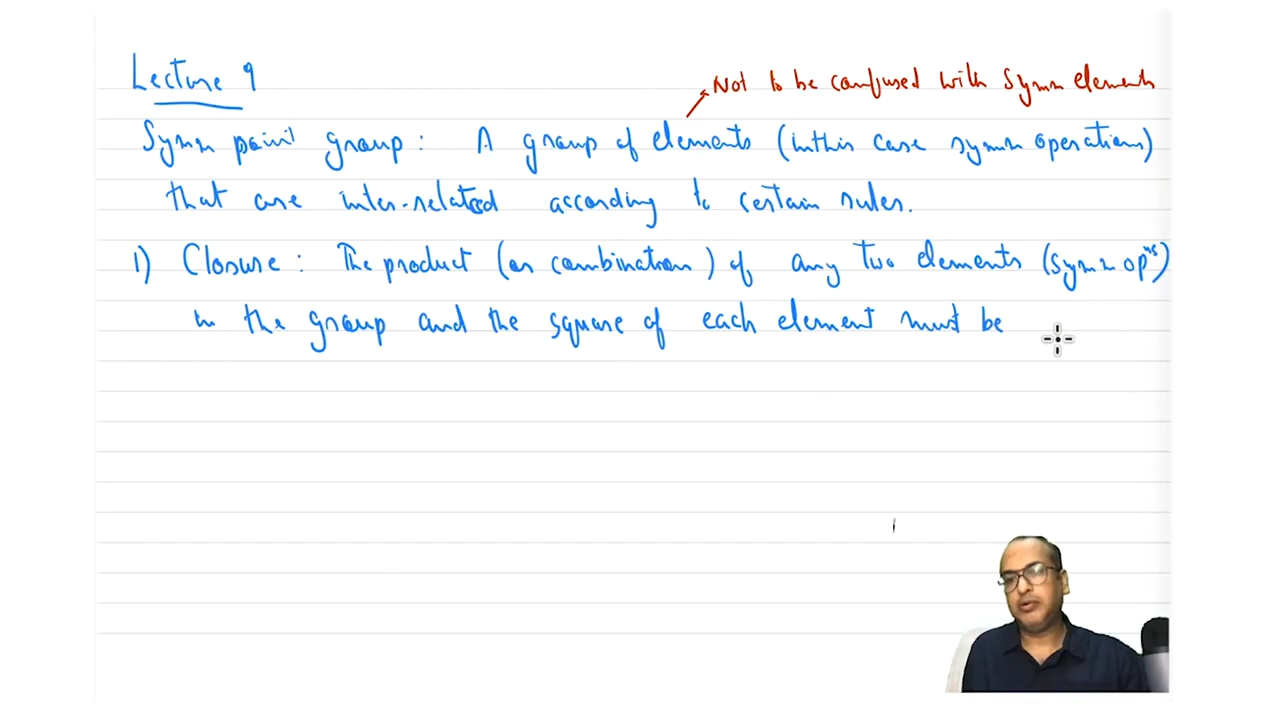 Lecture 9
Not to be confused with Symm elements
Symm point group : A group of elements (in this case symm operations)
that are inter-related according to certain rules.
1) Closure : The product (or combination) of any two elements (symm opⁿˢ)
in the group and the square of each element must be